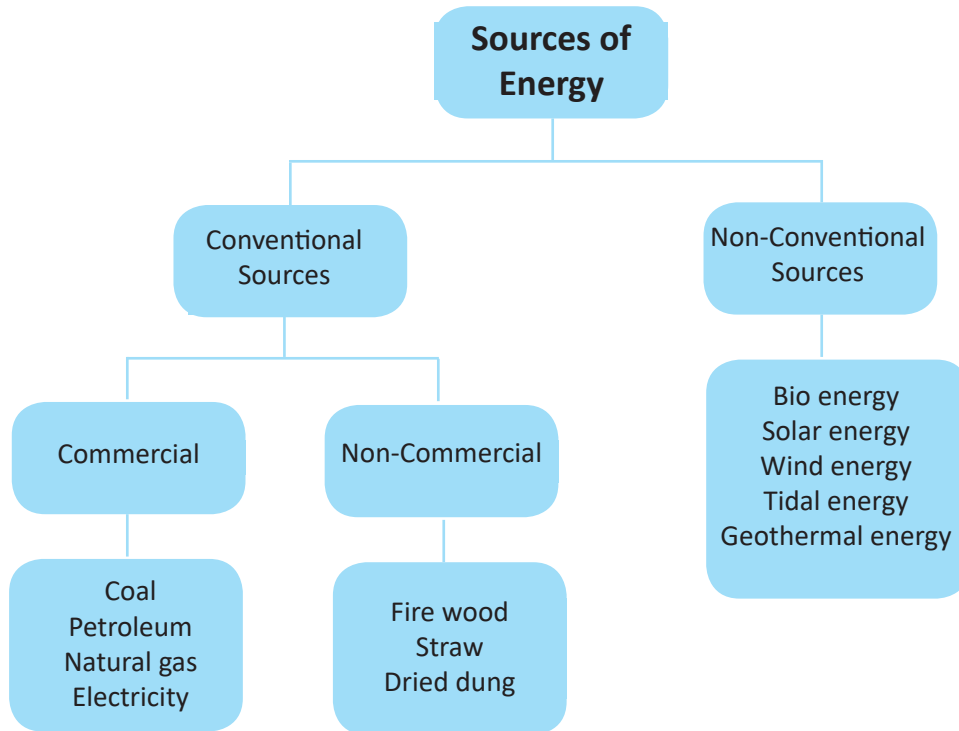 Sources of
Energy
Conventional
Sources
Non-Conventional
Sources
Commercial
Non-Commercial
Bio energy
Solar energy
Wind energy
Tidal energy
Geothermal energy
Coal
Petroleum
Natural gas
Electricity
Fire wood
Straw
Dried dung